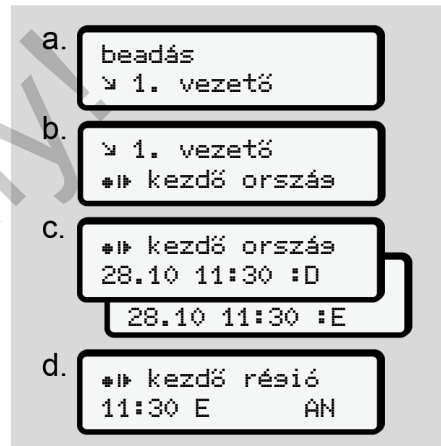 a.
beadás
↘ 1. vezető
b.
↘ 1. vezető
kezdő ország
c.
kezdő ország
28.10 11:30 :D
28.10 11:30 :E
d.
kezdő régió
11:30 E AN
ny!